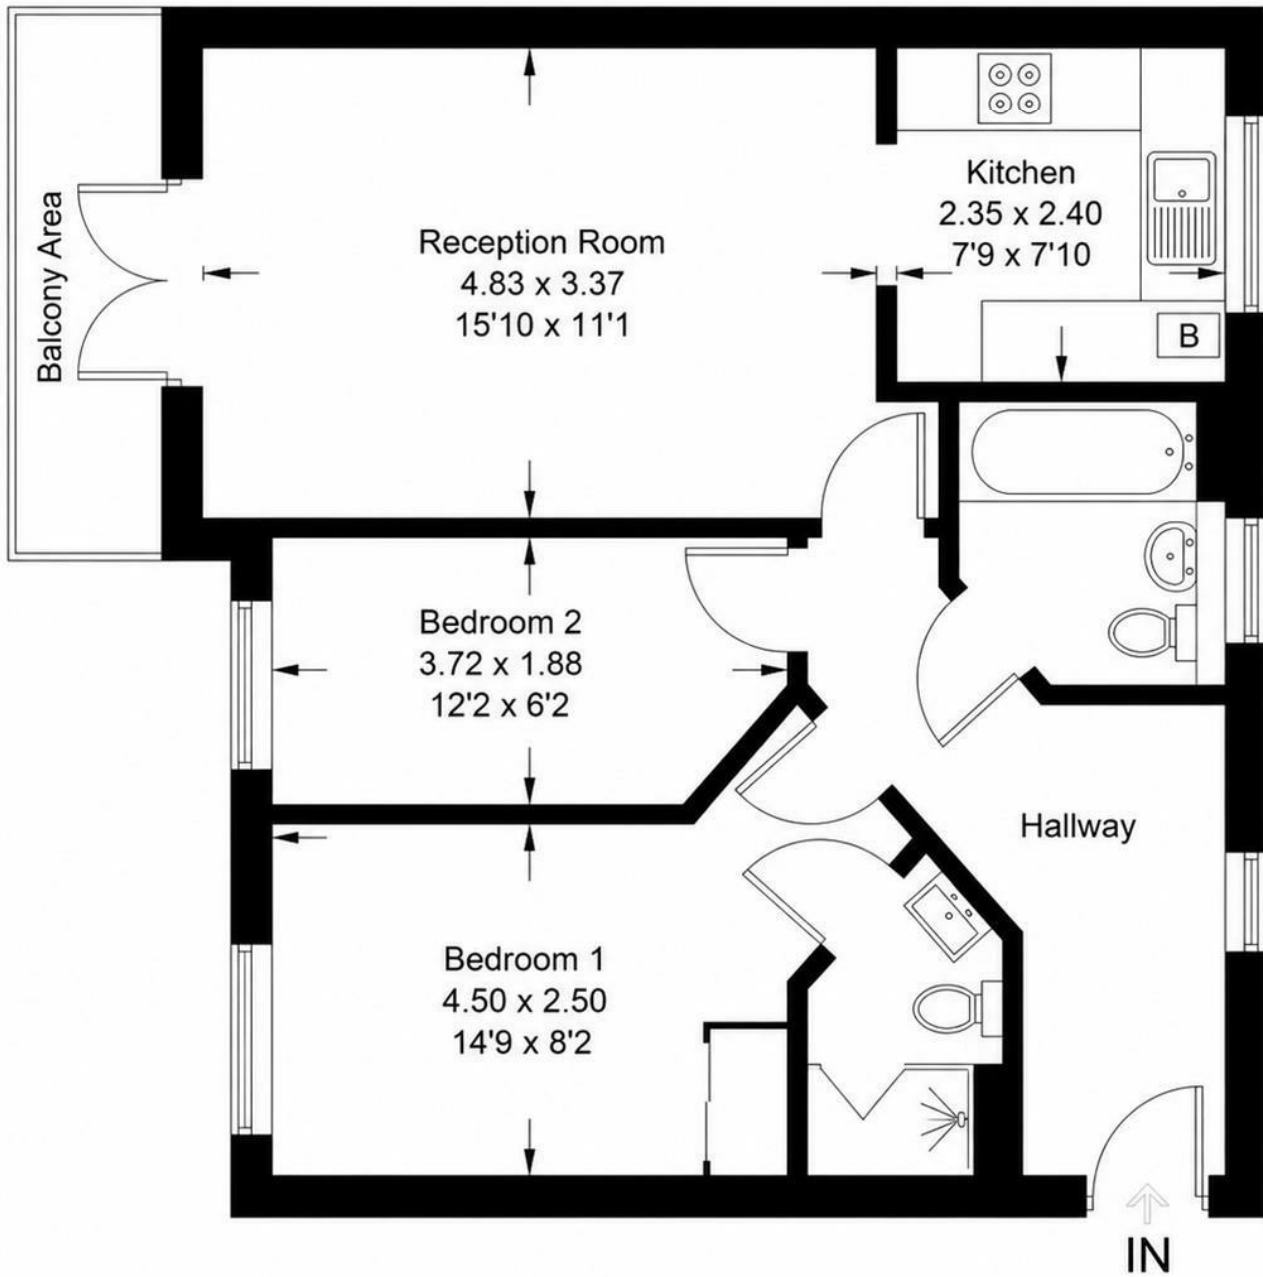 Kitchen
2.35 x 2.40
7'9 x 7'10
Reception Room
4.83 x 3.37
15'10 x 11'1
Balcony Area
B
Bedroom 2
3.72 x 1.88
12'2 x 6'2
Hallway
Bedroom 1
4.50 x 2.50
14'9 x 8'2
IN